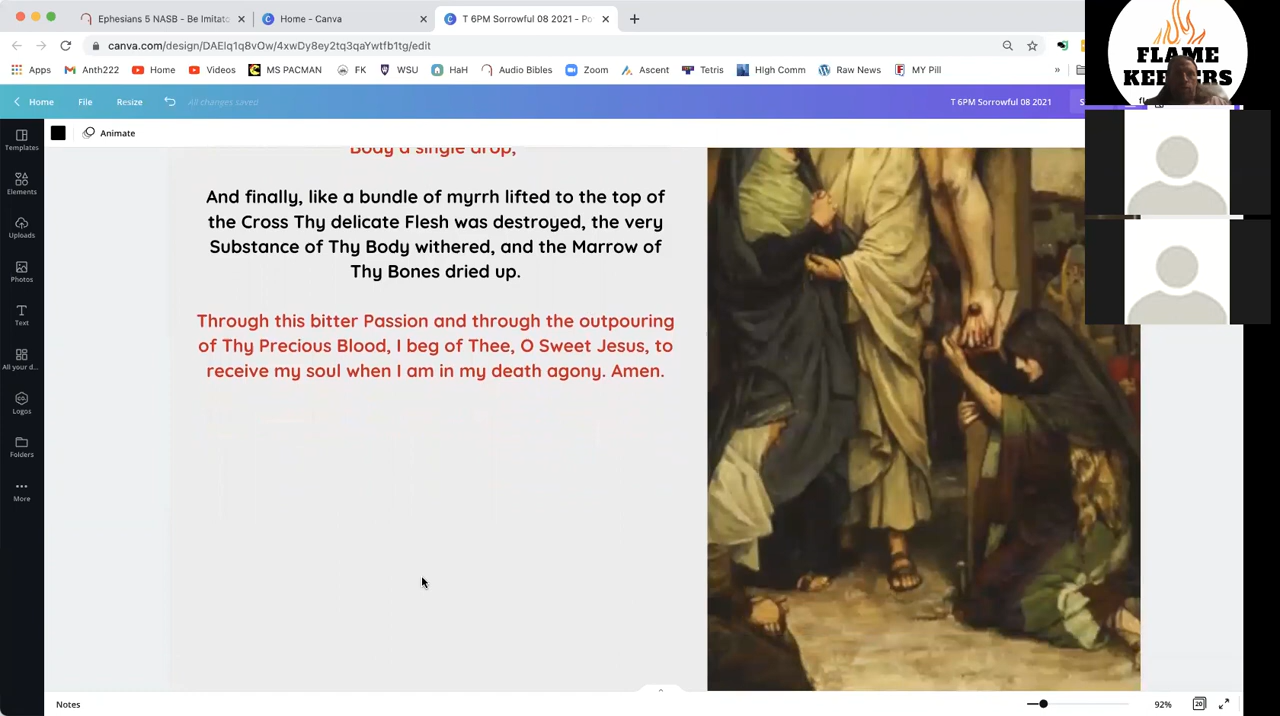 Ephesians 5 NASB - Be Imitato
Home - Canva
T 6PM Sorrowful 08 2021 - Po
canva.com/design/DAElq1q8vOw/4xwDy8ey2tq3qaYwtfb1tg/edit
Apps
Anth222
Home
Videos
MS PACMAN
FK
WSU
HaH
Audio Bibles
Zoom
Ascent
Tetris
HIgh Comm
Raw News
MY Pill
»
FLAME
KEEPERS
Home
File
Resize
All changes saved
T 6PM Sorrowful 08 2021
Animate
Templates
Elements
Uploads
Photos
Text
All your d...
Logos
Folders
More
Body a single drop,
And finally, like a bundle of myrrh lifted to the top of
the Cross Thy delicate Flesh was destroyed, the very
Substance of Thy Body withered, and the Marrow of
Thy Bones dried up.
Through this bitter Passion and through the outpouring
of Thy Precious Blood, I beg of Thee, O Sweet Jesus, to
receive my soul when I am in my death agony. Amen.
Notes
92%
20